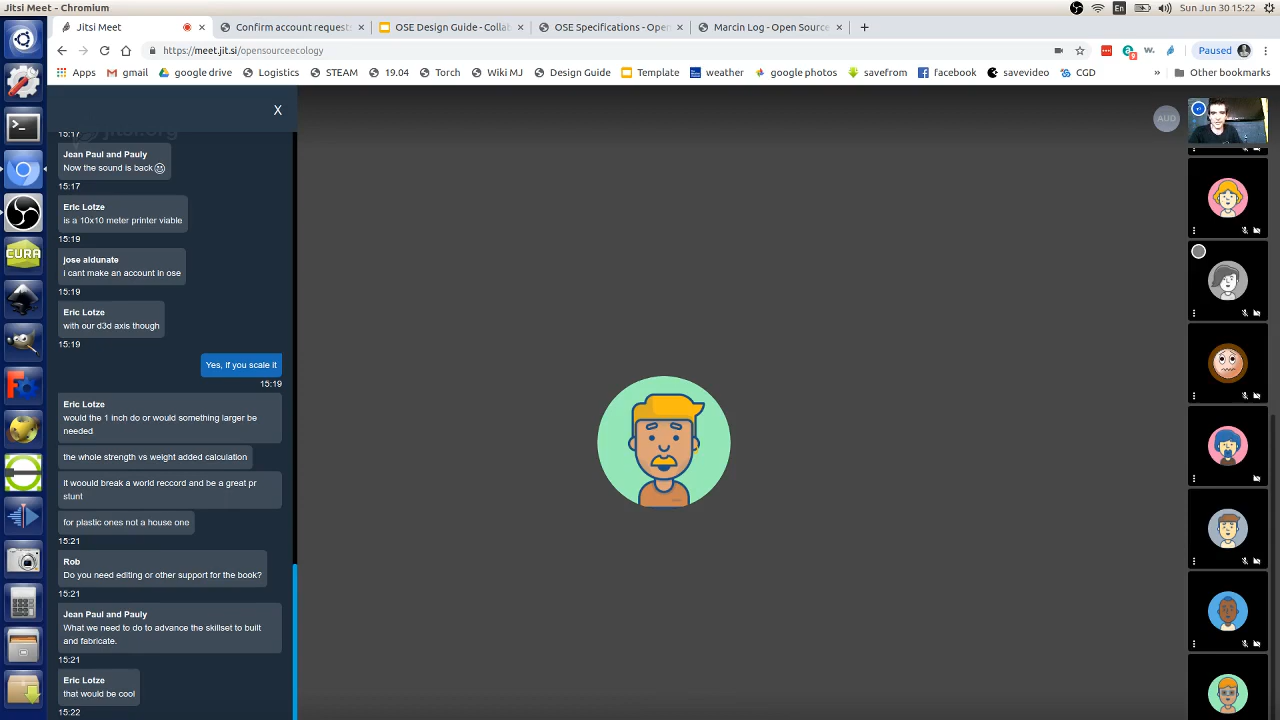 Jitsi Meet - Chromium
En
Sun Jun 30 15:22
Jitsi Meet
Confirm account requests
OSE Design Guide - Collab
OSE Specifications - Open
Marcin Log - Open Source
https://meet.jit.si/opensourceecology
Paused
Apps
gmail
google drive
Logistics
STEAM
19.04
Torch
Wiki MJ
Design Guide
Template
weather
google photos
savefrom
facebook
savevideo
CGD
»
Other bookmarks
X
jitsi.org
15:17
Jean Paul and Pauly
Now the sound is back
15:17
Eric Lotze
is a 10x10 meter printer viable
15:19
jose aldunate
i cant make an account in ose
15:19
Eric Lotze
with our d3d axis though
15:19
Yes, if you scale it
15:19
Eric Lotze
would the 1 inch do or would something larger be
needed
the whole strength vs weight added calculation
it woould break a world reccord and be a great pr
stunt
for plastic ones not a house one
15:21
Rob
Do you need editing or other support for the book?
15:21
Jean Paul and Pauly
What we need to do to advance the skillset to built
and fabricate.
15:21
Eric Lotze
that would be cool
15:22
AUD
CURA